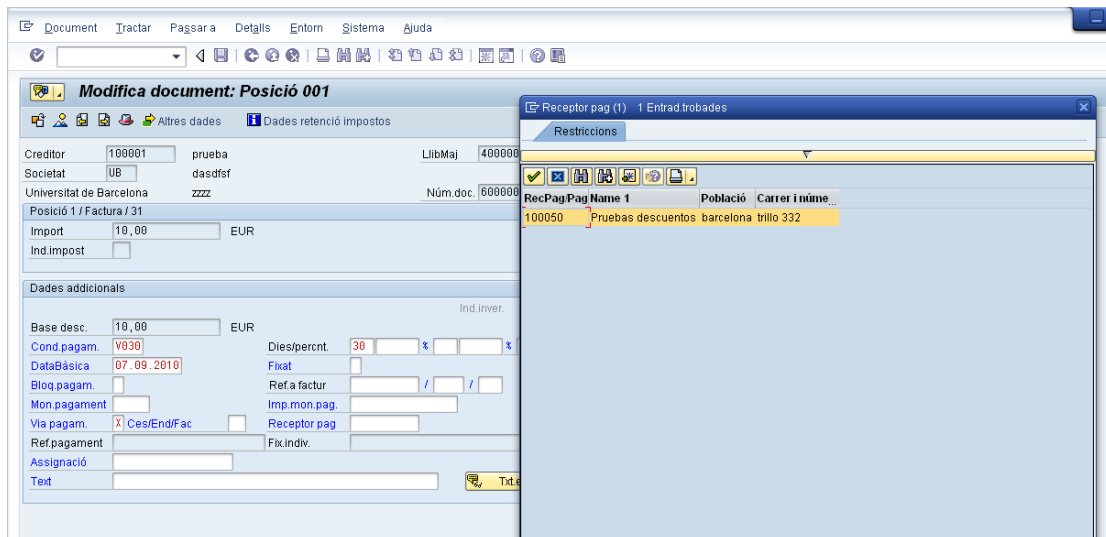 Document Tractar Passar a Detalls Entorn Sistema Ajuda
Modifica document: Posició 001
Altres dades Dades retenció impostos
Creditor 100001 prueba LlibMaj 400000
Societat UB dasdfsf
Universitat de Barcelona zzzz Núm.doc. 600000
Posició 1 / Factura / 31
Import 10,00 EUR
Ind.impost
Dades addicionals
Ind.inver.
Base desc. 10,00 EUR
Cond.pagam. V030 Dies/percnt. 30 % %
DataBàsica 07.09.2010 Fixat
Bloq.pagam. Ref.a factur / /
Mon.pagament Imp.mon.pag.
Via pagam. X Ces/End/Fac Receptor pag
Ref.pagament Fix.indiv.
Assignació
Text Txt.e
Receptor pag (1) 1 Entrad.trobades
Restriccions
RecPag/Pag Name 1 Població Carrer i núme...
100050 Pruebas descuentos barcelona trillo 332